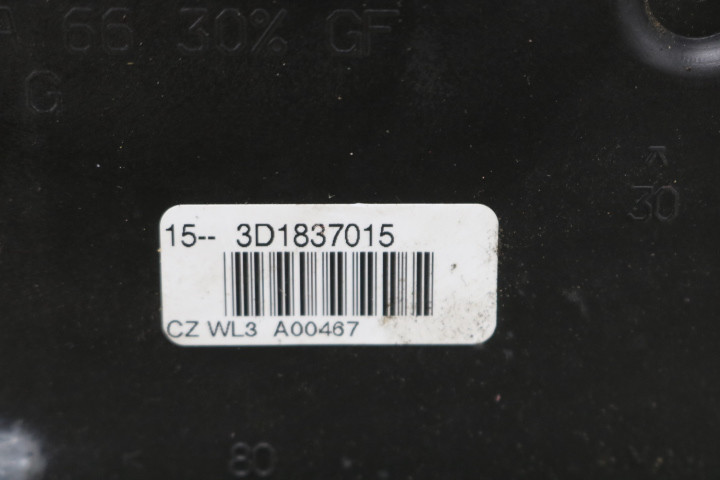 A 66 30% GF
G
30
15-- 3D1837015
CZ WL3 A00467
80